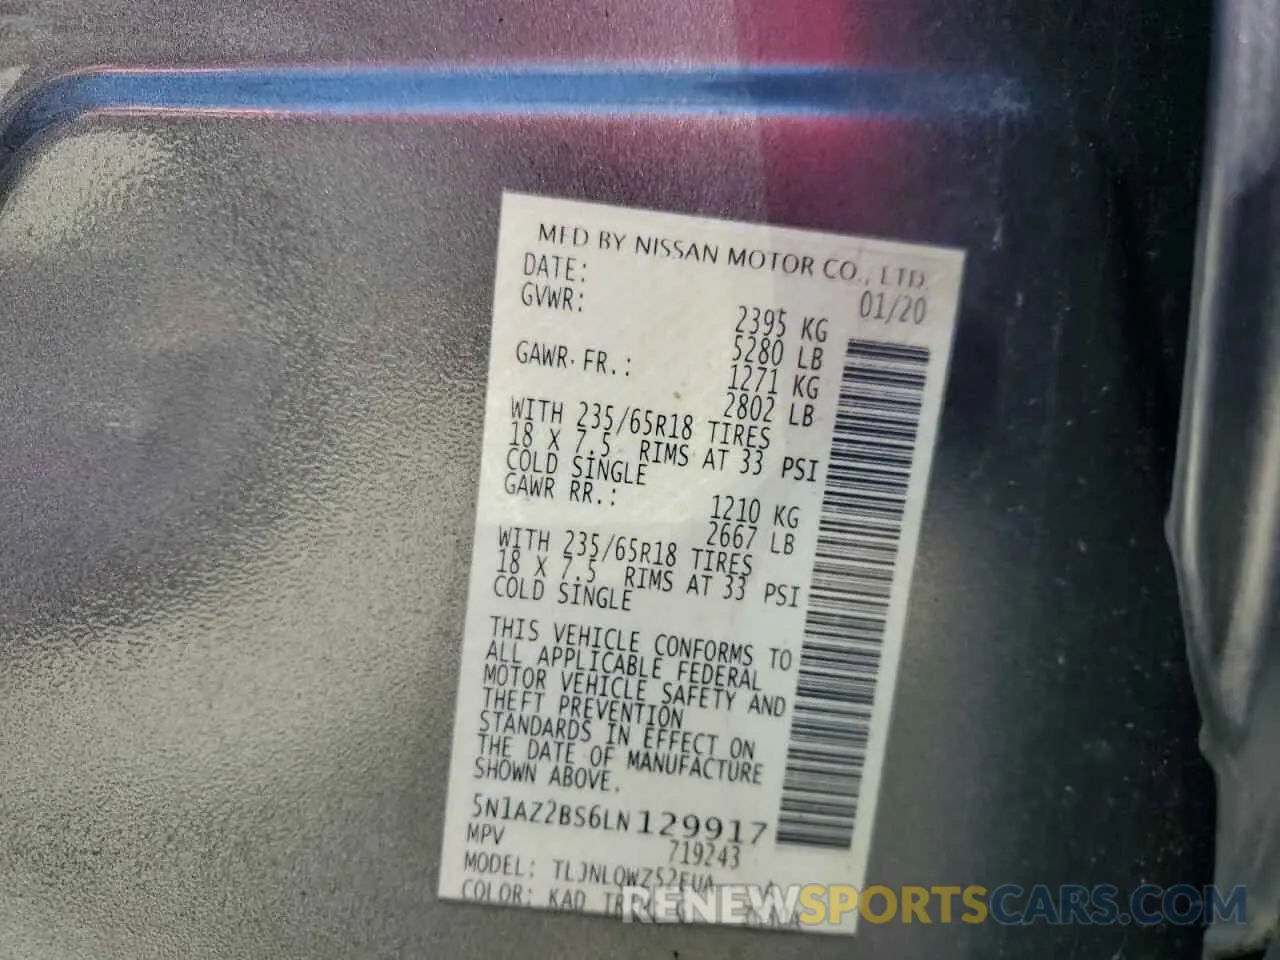 MFD BY NISSAN MOTOR CO., LTD.
DATE: 01/20
GVWR: 2395 KG
5280 LB
GAWR FR.: 1271 KG
2802 LB
WITH 235/65R18 TIRES
18 X 7.5 RIMS AT 33 PSI
COLD SINGLE
GAWR RR.: 1210 KG
2667 LB
WITH 235/65R18 TIRES
18 X 7.5 RIMS AT 33 PSI
COLD SINGLE
THIS VEHICLE CONFORMS TO
ALL APPLICABLE FEDERAL
MOTOR VEHICLE SAFETY AND
THEFT PREVENTION
STANDARDS IN EFFECT ON
THE DATE OF MANUFACTURE
SHOWN ABOVE.
5N1AZ2BS6LN129917
MPV 719243
MODEL: TLJNLQWZ52EUA A
COLOR: KAD
RENEWSPORTSCARS.COM